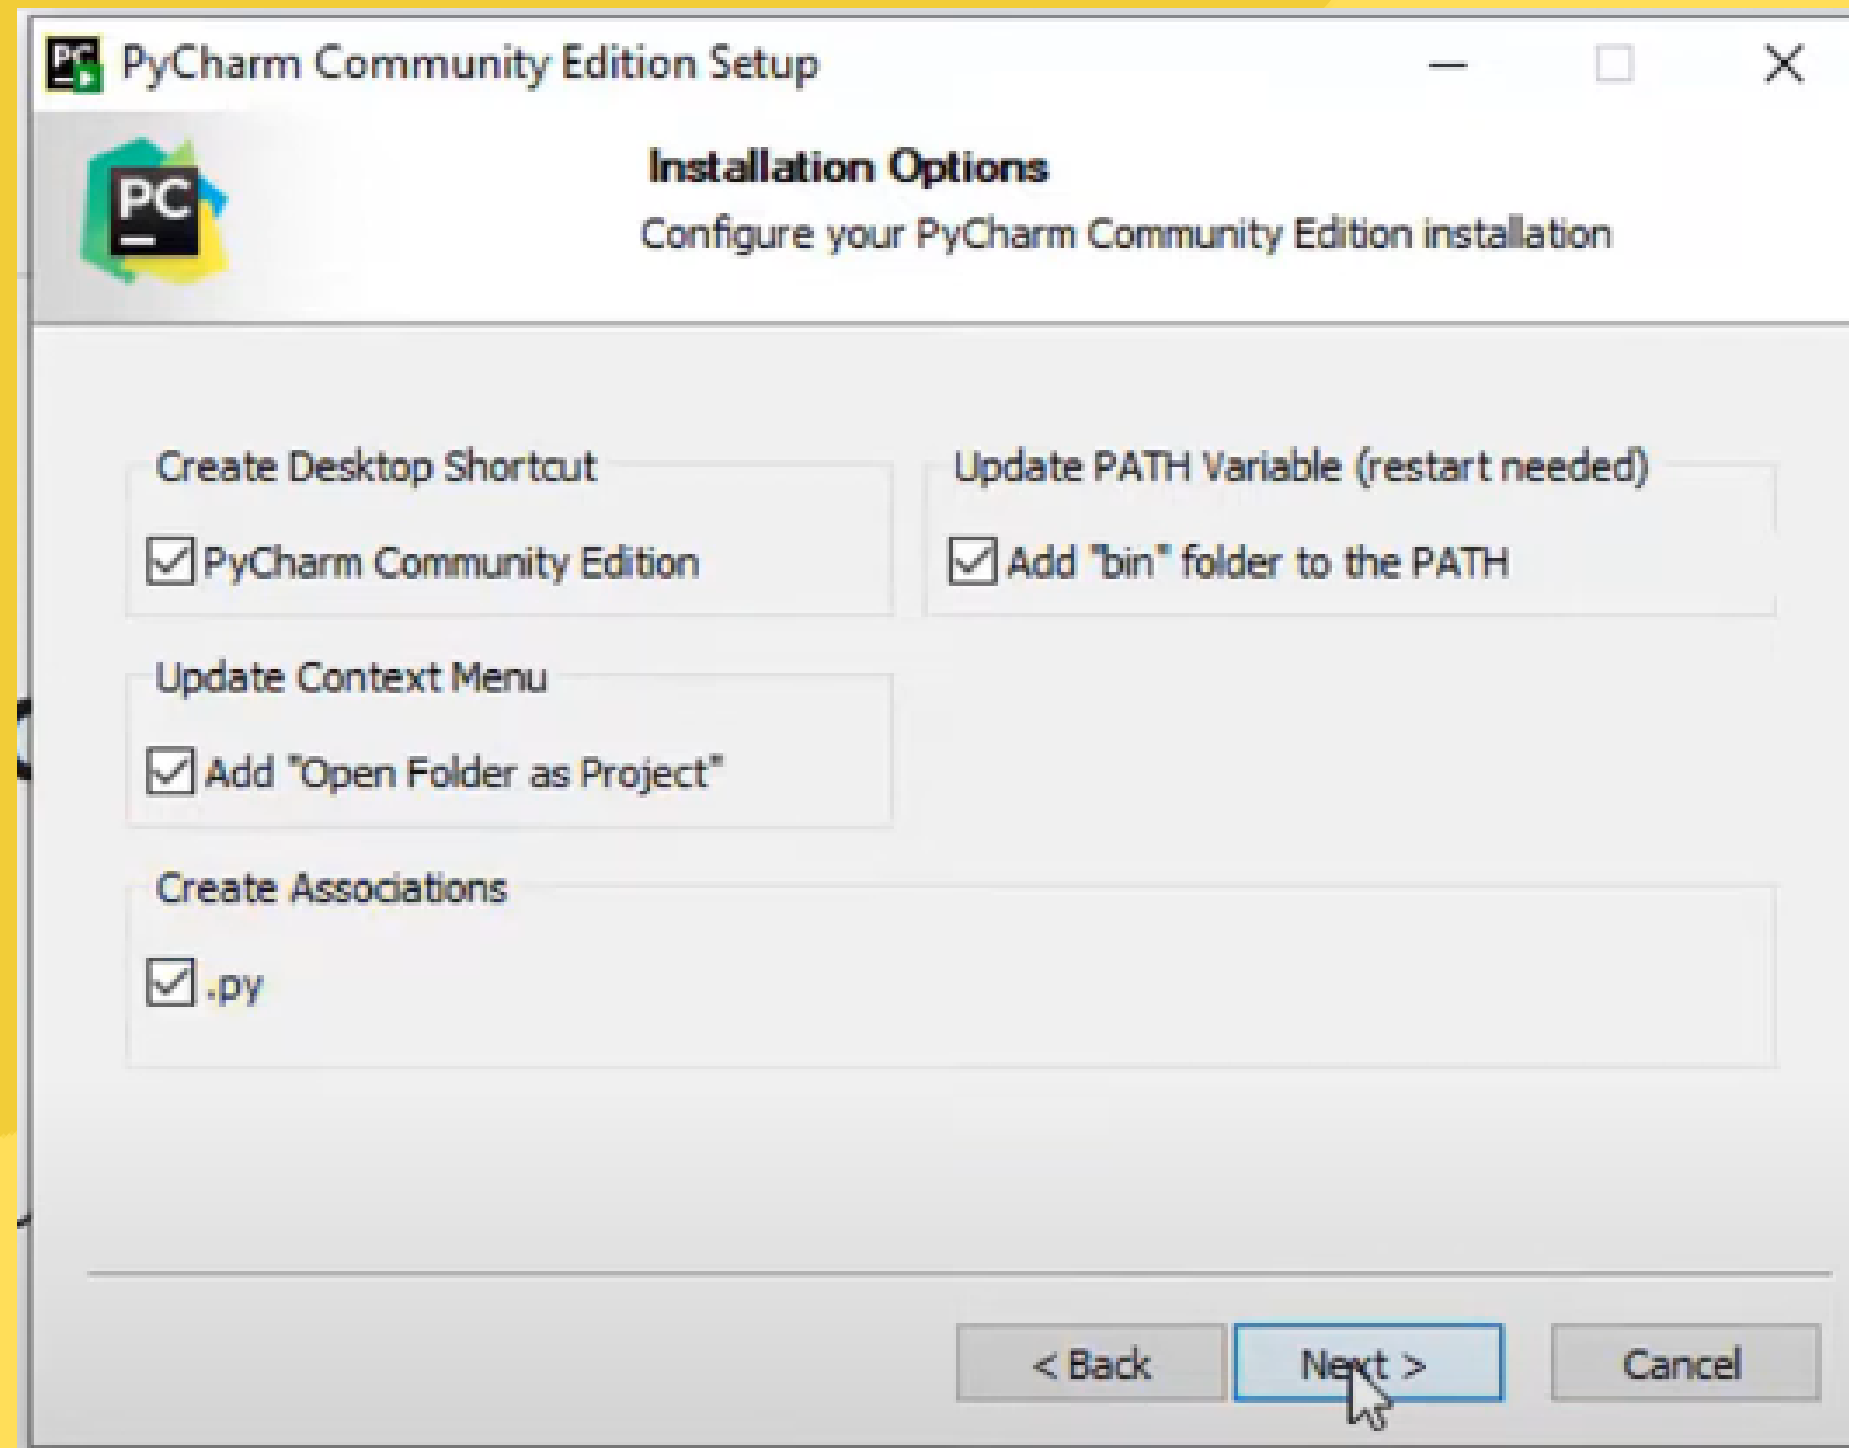 PyCharm Community Edition Setup
PC
Installation Options
Configure your PyCharm Community Edition installation
Create Desktop Shortcut
PyCharm Community Edition
Update PATH Variable (restart needed)
Add "bin" folder to the PATH
Update Context Menu
Add "Open Folder as Project"
Create Associations
.py
< Back
Next >
Cancel